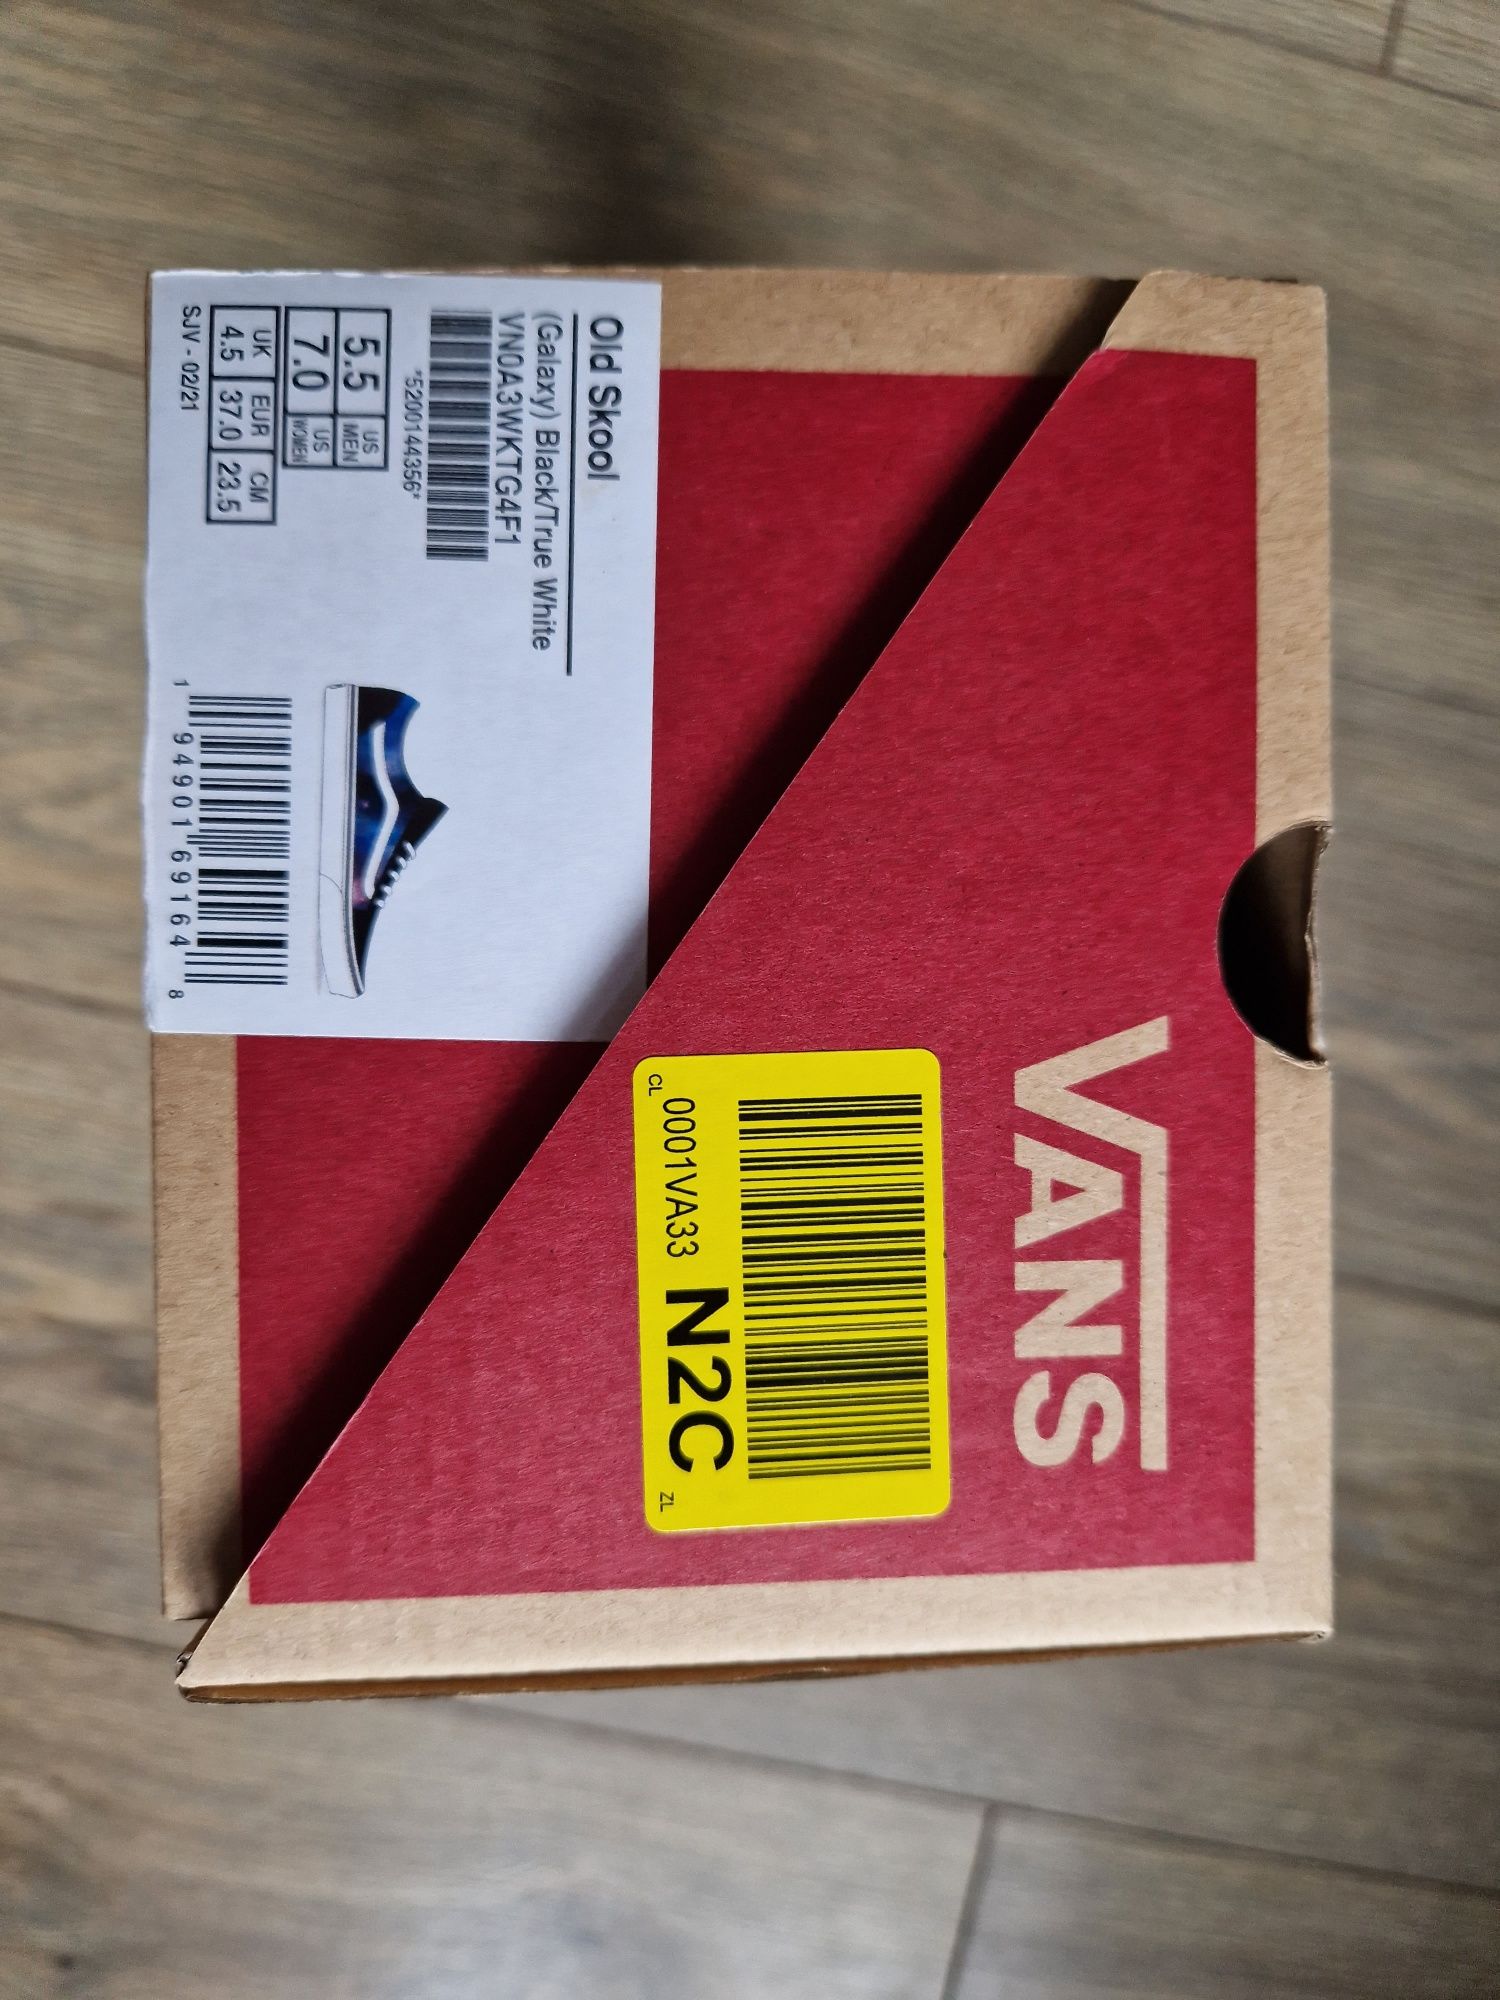 VANS
Old Skool
(Galaxy) Black/True White
VN0A3WKTG4F1
*5200144356*
5.5 US MEN
7.0 US WOMEN
UK EUR CM
4.5 37.0 23.5
SJV - 02/21
1 94901 69164 8
CL 0001VA33 N2C ZL